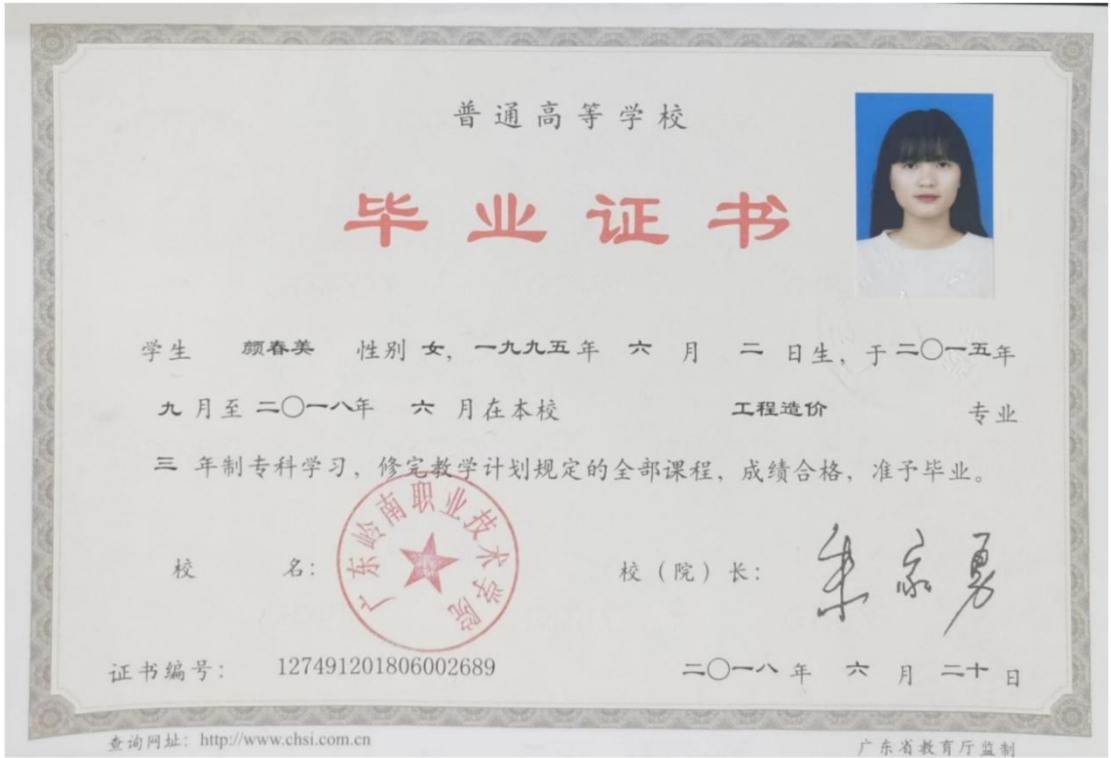 普通高等学校
毕业证书
学生 颜春美 性别 女，一九九五年 六 月 二 日生，于二〇一五年
九 月至 二〇一八年 六 月在本校 工程造价 专业
三 年制专科学习，修完教学计划规定的全部课程，成绩合格，准予毕业。
广东岭南职业技术学院
校 名： 校（院）长：
证书编号： 127491201806002689 二〇一八 年 六 月 二十 日
查询网址：http://www.chsi.com.cn 广东省教育厅监制